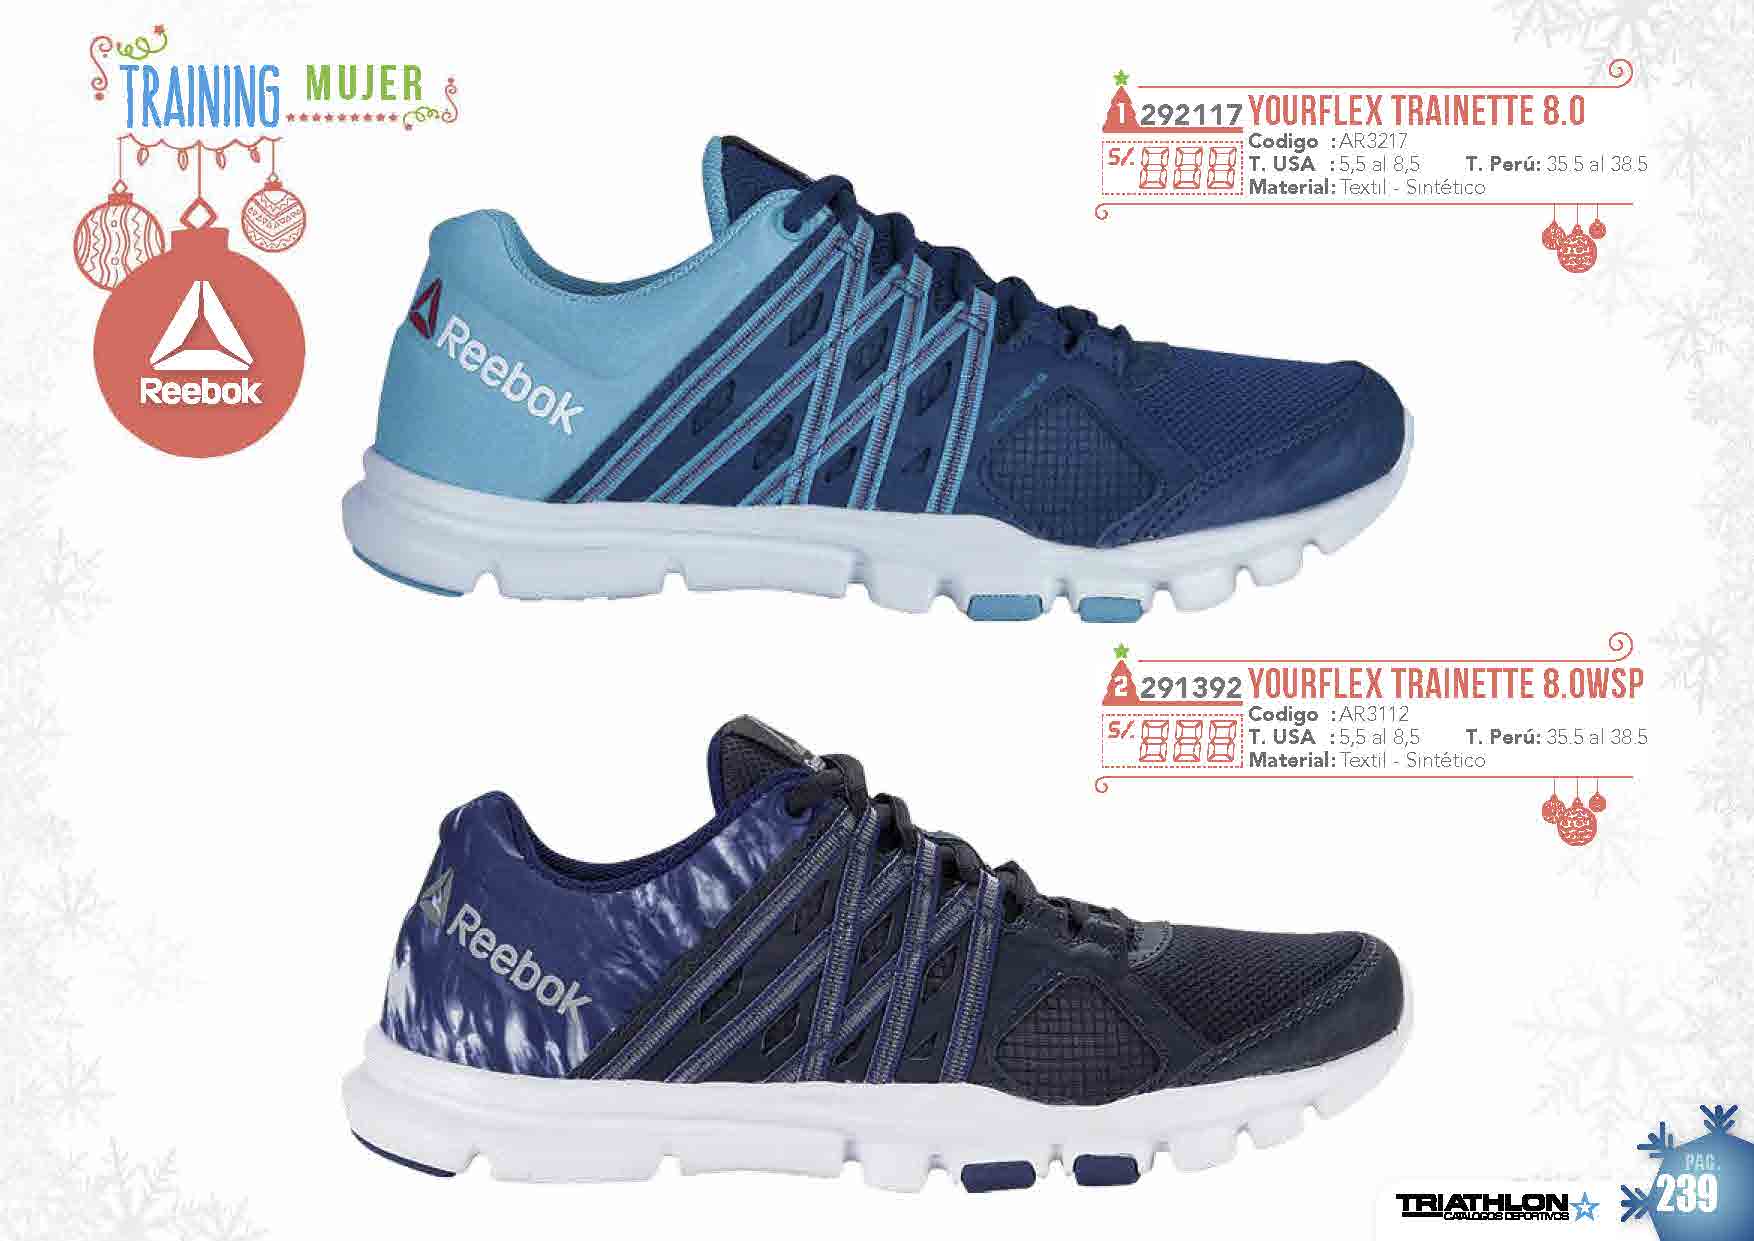 TRAINING MUJER
Reebok
1 292117 YOURFLEX TRAINETTE 8.0
Codigo : AR3217
S/. 888
T. USA : 5,5 al 8,5 T. Perú: 35.5 al 38.5
Material: Textil - Sintético
Reebok
2 291392 YOURFLEX TRAINETTE 8.0WSP
Codigo : AR3112
S/. 888
T. USA : 5,5 al 8,5 T. Perú: 35.5 al 38.5
Material: Textil - Sintético
Reebok
PAG.
239
TRIATHLON
CATALOGOS DEPORTIVOS